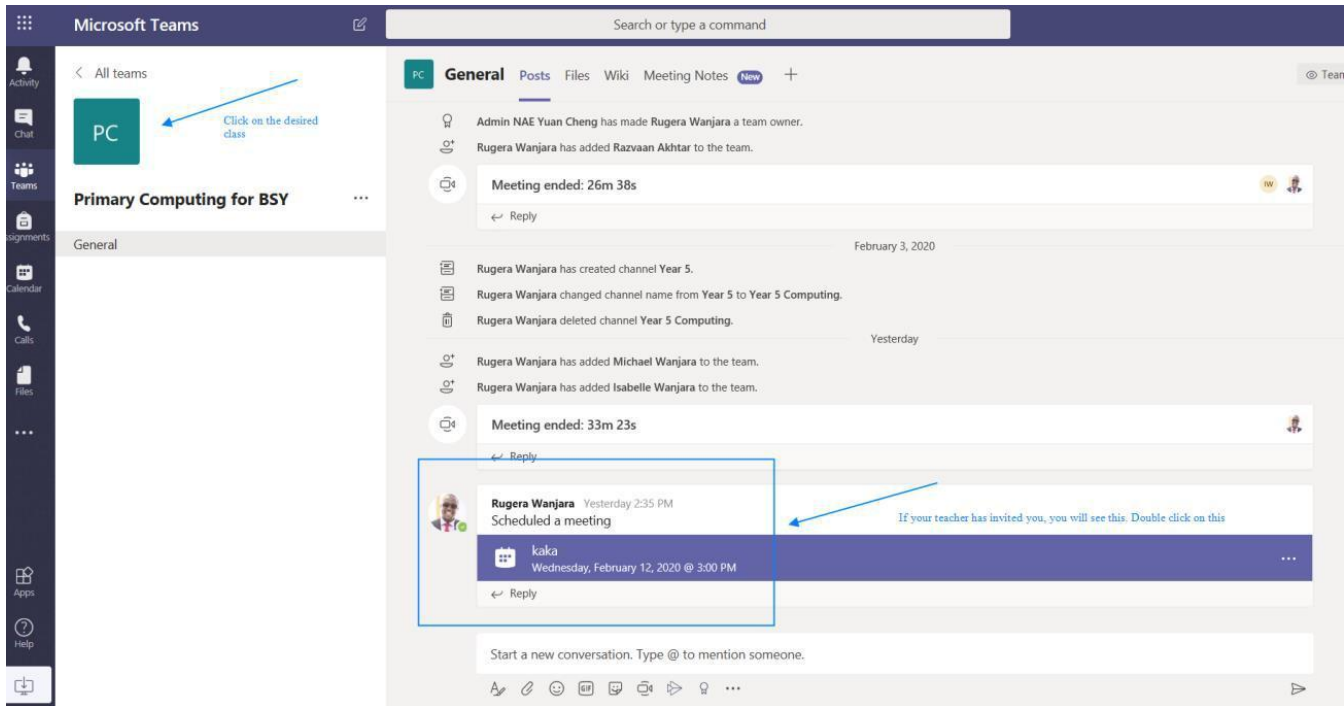 Microsoft Teams
Search or type a command
Activity
Chat
Teams
ssignments
Calendar
Calls
Files
Apps
Help
All teams
PC
Click on the desired
class
Primary Computing for BSY
General
PC General Posts Files Wiki Meeting Notes New
Team
Admin NAE Yuan Cheng has made Rugera Wanjara a team owner.
Rugera Wanjara has added Razvaan Akhtar to the team.
Meeting ended: 26m 38s
IW
Reply
February 3, 2020
Rugera Wanjara has created channel Year 5.
Rugera Wanjara changed channel name from Year 5 to Year 5 Computing.
Rugera Wanjara deleted channel Year 5 Computing.
Yesterday
Rugera Wanjara has added Michael Wanjara to the team.
Rugera Wanjara has added Isabelle Wanjara to the team.
Meeting ended: 33m 23s
Reply
Rugera Wanjara Yesterday 2:35 PM
Scheduled a meeting
If your teacher has invited you, you will see this. Double click on this
kaka
Wednesday, February 12, 2020 @ 3:00 PM
Reply
Start a new conversation. Type @ to mention someone.
GIF